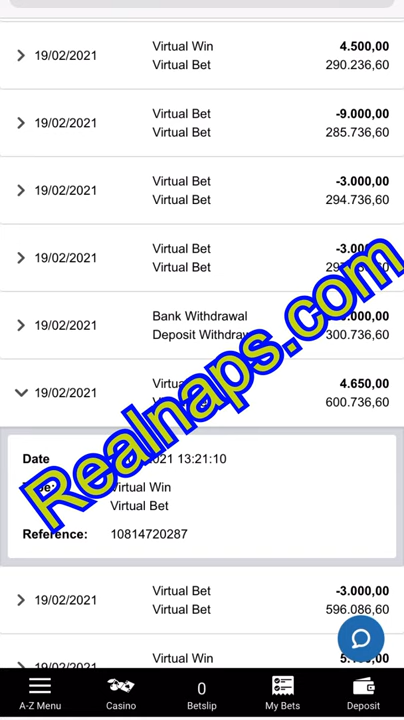 19/02/2021 Virtual Win 4.500,00
Virtual Bet 290.236,60
19/02/2021 Virtual Bet -9.000,00
Virtual Bet 285.736,60
19/02/2021 Virtual Bet -3.000,00
Virtual Bet 294.736,60
19/02/2021 Virtual Bet
Virtual Bet
Bank Withdrawal
19/02/2021 Deposit 300.736,60
19/02/2021 4.650,00
600.736,60
Realnaps.com
Date 13:21:10
Virtual Win
Virtual Bet
Reference: 10814720287
19/02/2021 Virtual Bet -3.000,00
Virtual Bet 596.086,60
19/02/2021 Virtual Win
A-Z Menu Casino 0 Betslip My Bets Deposit